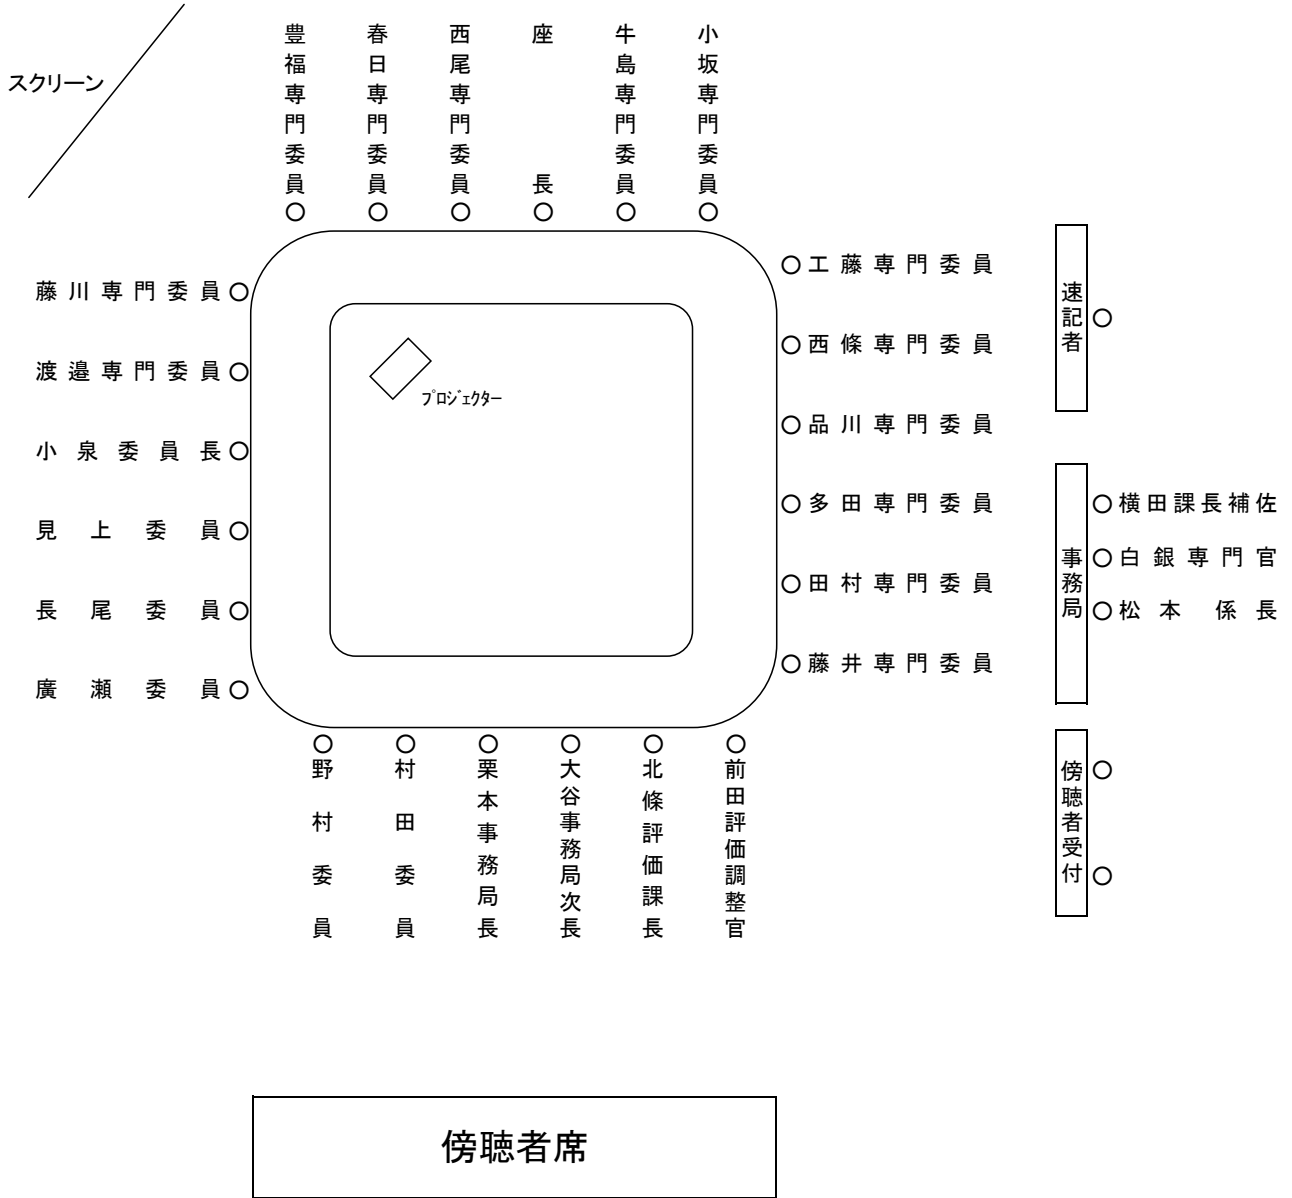 スクリーン
豊福専門委員
春日専門委員
西尾専門委員
座長
牛島専門委員
小坂専門委員
藤川専門委員
渡邉専門委員
小泉委員長
見上委員
長尾委員
廣瀬委員
プロジェクター
工藤専門委員
西條専門委員
品川専門委員
多田専門委員
田村専門委員
藤井専門委員
速記者
事務局
横田課長補佐
白銀専門官
松本係長
傍聴者受付
野村委員
村田委員
栗本事務局長
大谷事務局次長
北條評価課長
前田評価調整官
傍聴者席